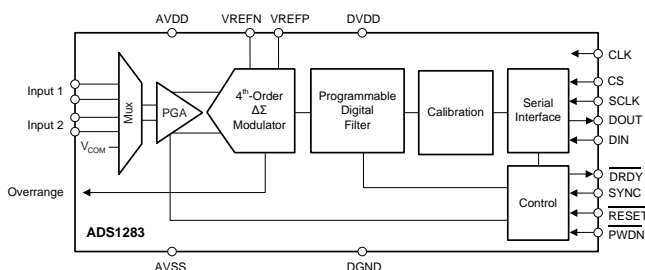 AVDD
VREFN
VREFP
DVDD
CLK
Input 1
Input 2
VCOM
Mux
PGA
4th-Order
ΔΣ
Modulator
Programmable
Digital
Filter
Calibration
Serial
Interface
CS
SCLK
DOUT
DIN
Overrange
Control
DRDY
SYNC
RESET
PWDN
ADS1283
AVSS
DGND